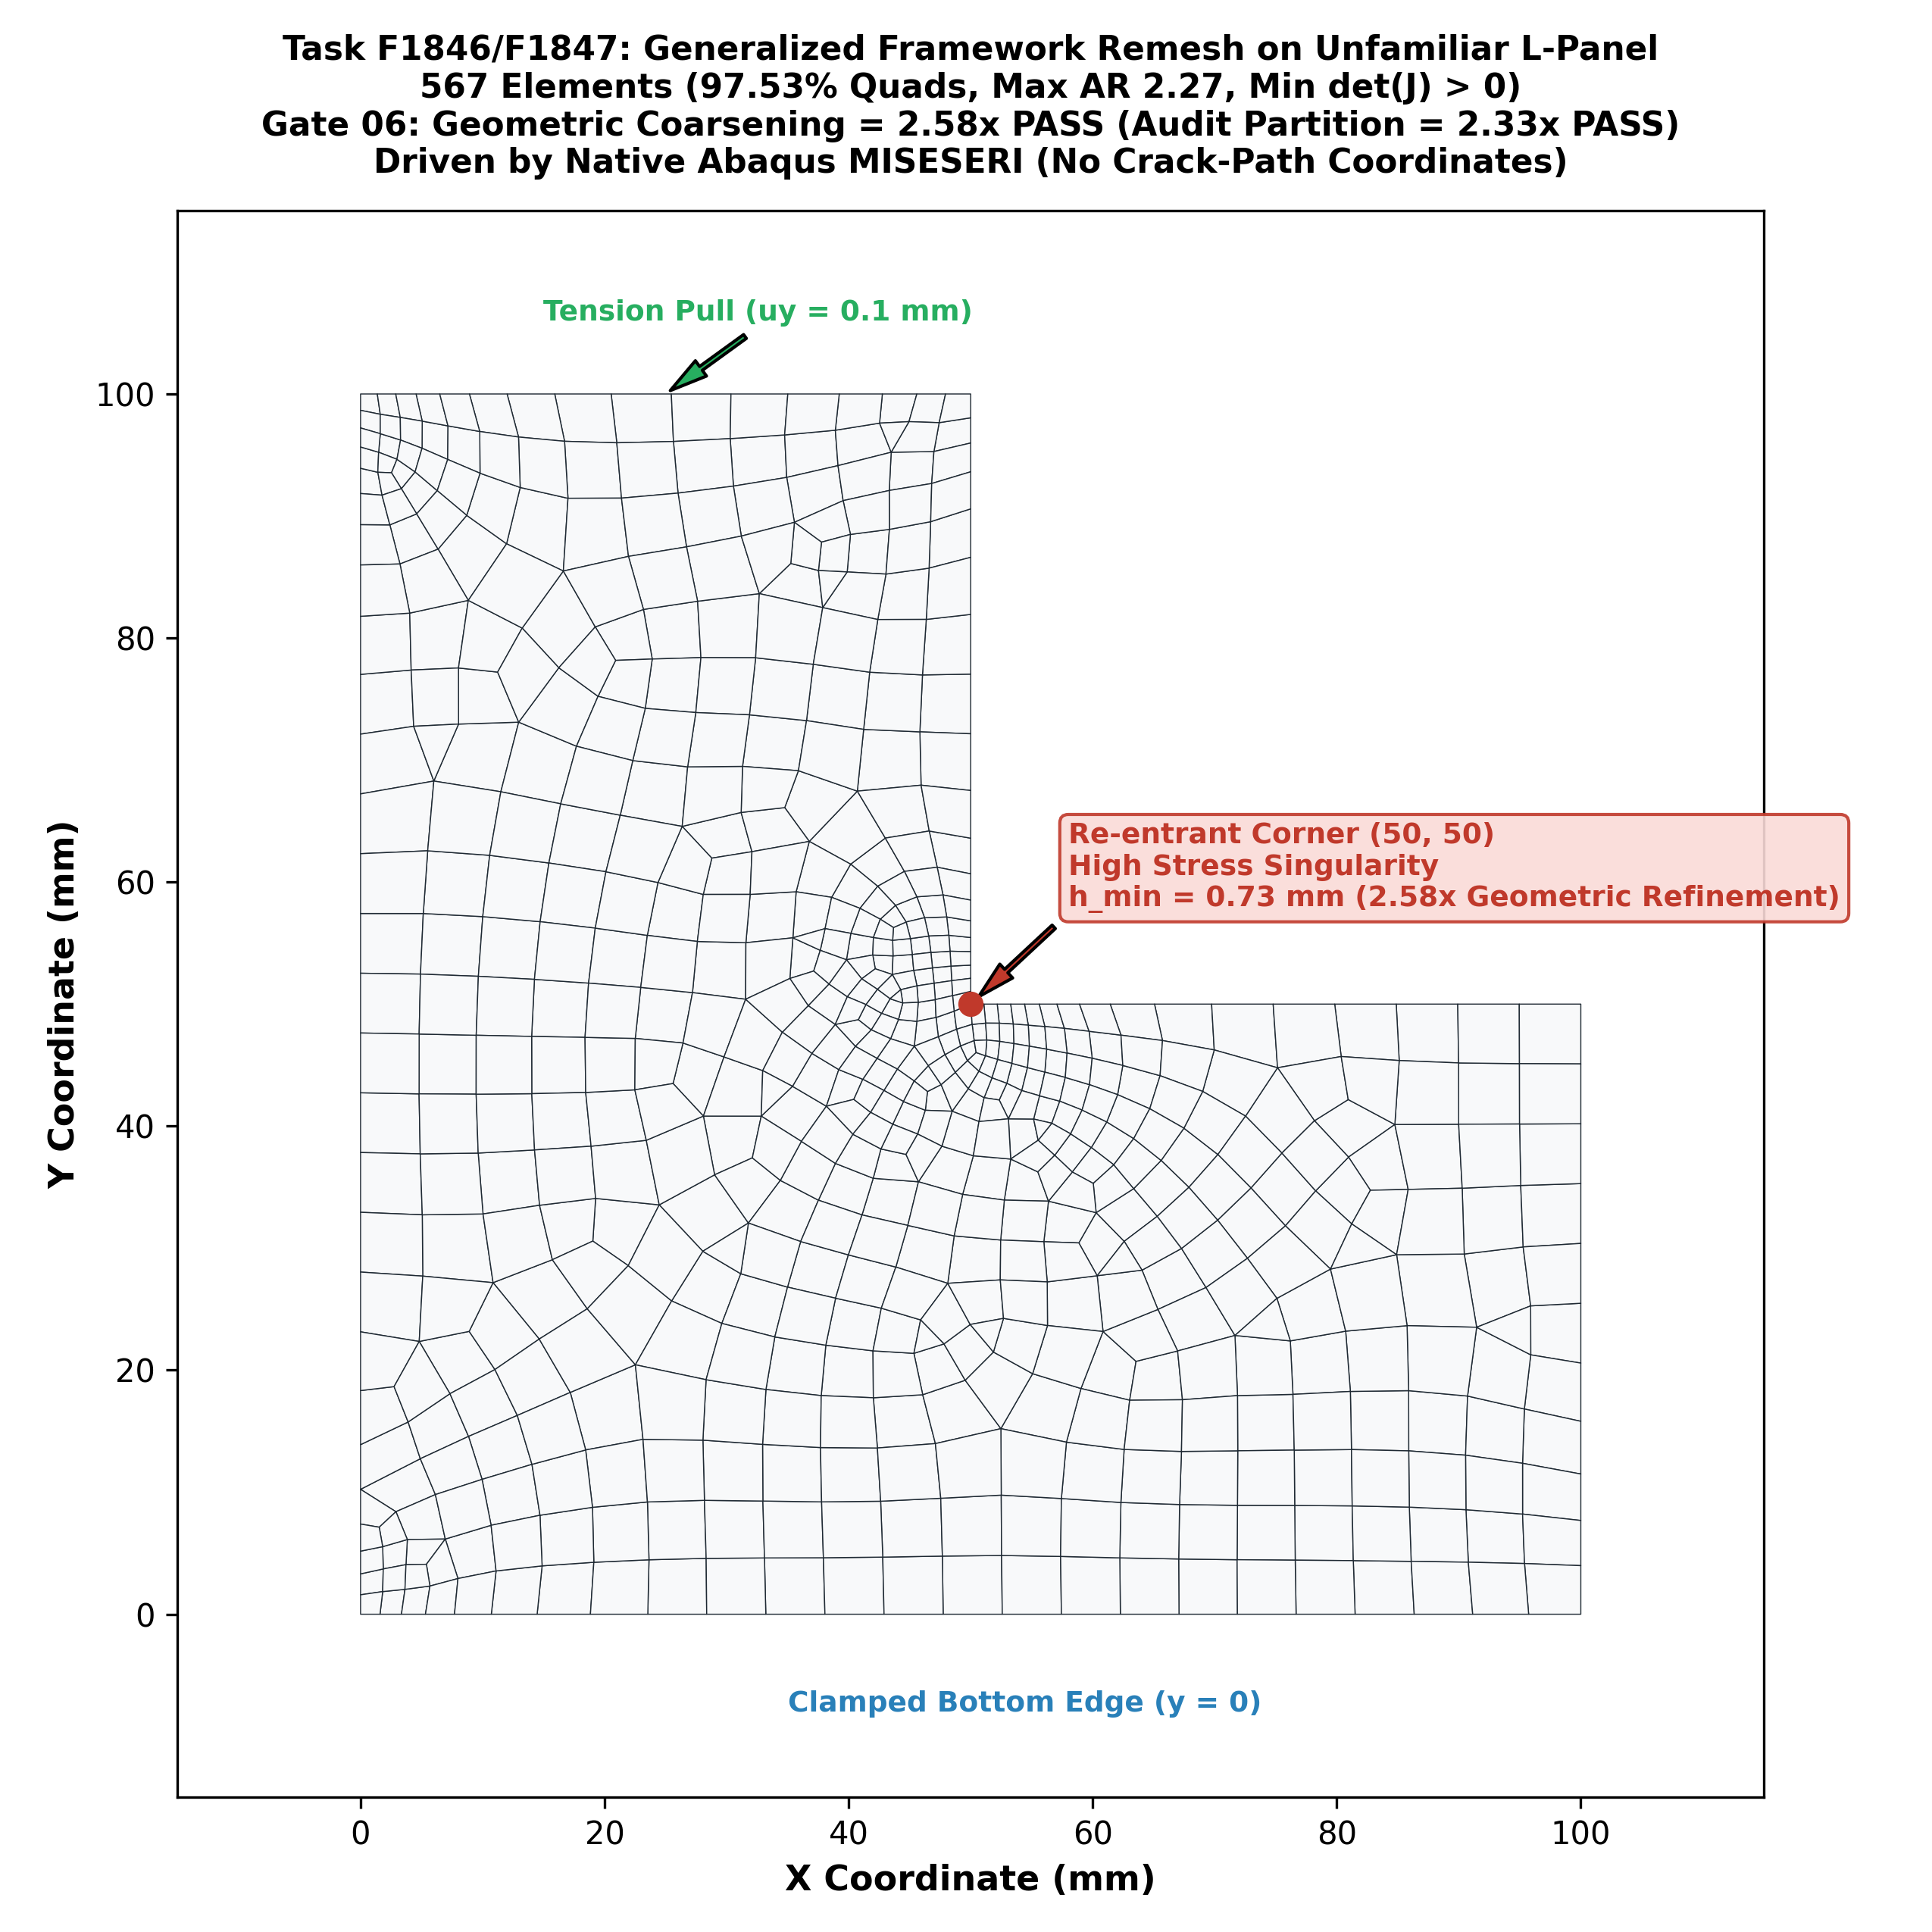 Task F1846/F1847: Generalized Framework Remesh on Unfamiliar L-Panel
567 Elements (97.53% Quads, Max AR 2.27, Min det(J) > 0)
Gate 06: Geometric Coarsening = 2.58x PASS (Audit Partition = 2.33x PASS)
Driven by Native Abaqus MISESERI (No Crack-Path Coordinates)
Tension Pull (uy = 0.1 mm)
100
80
60
40
20
0
Y Coordinate (mm)
Re-entrant Corner (50, 50)
High Stress Singularity
h_min = 0.73 mm (2.58x Geometric Refinement)
Clamped Bottom Edge (y = 0)
0 20 40 60 80 100
X Coordinate (mm)